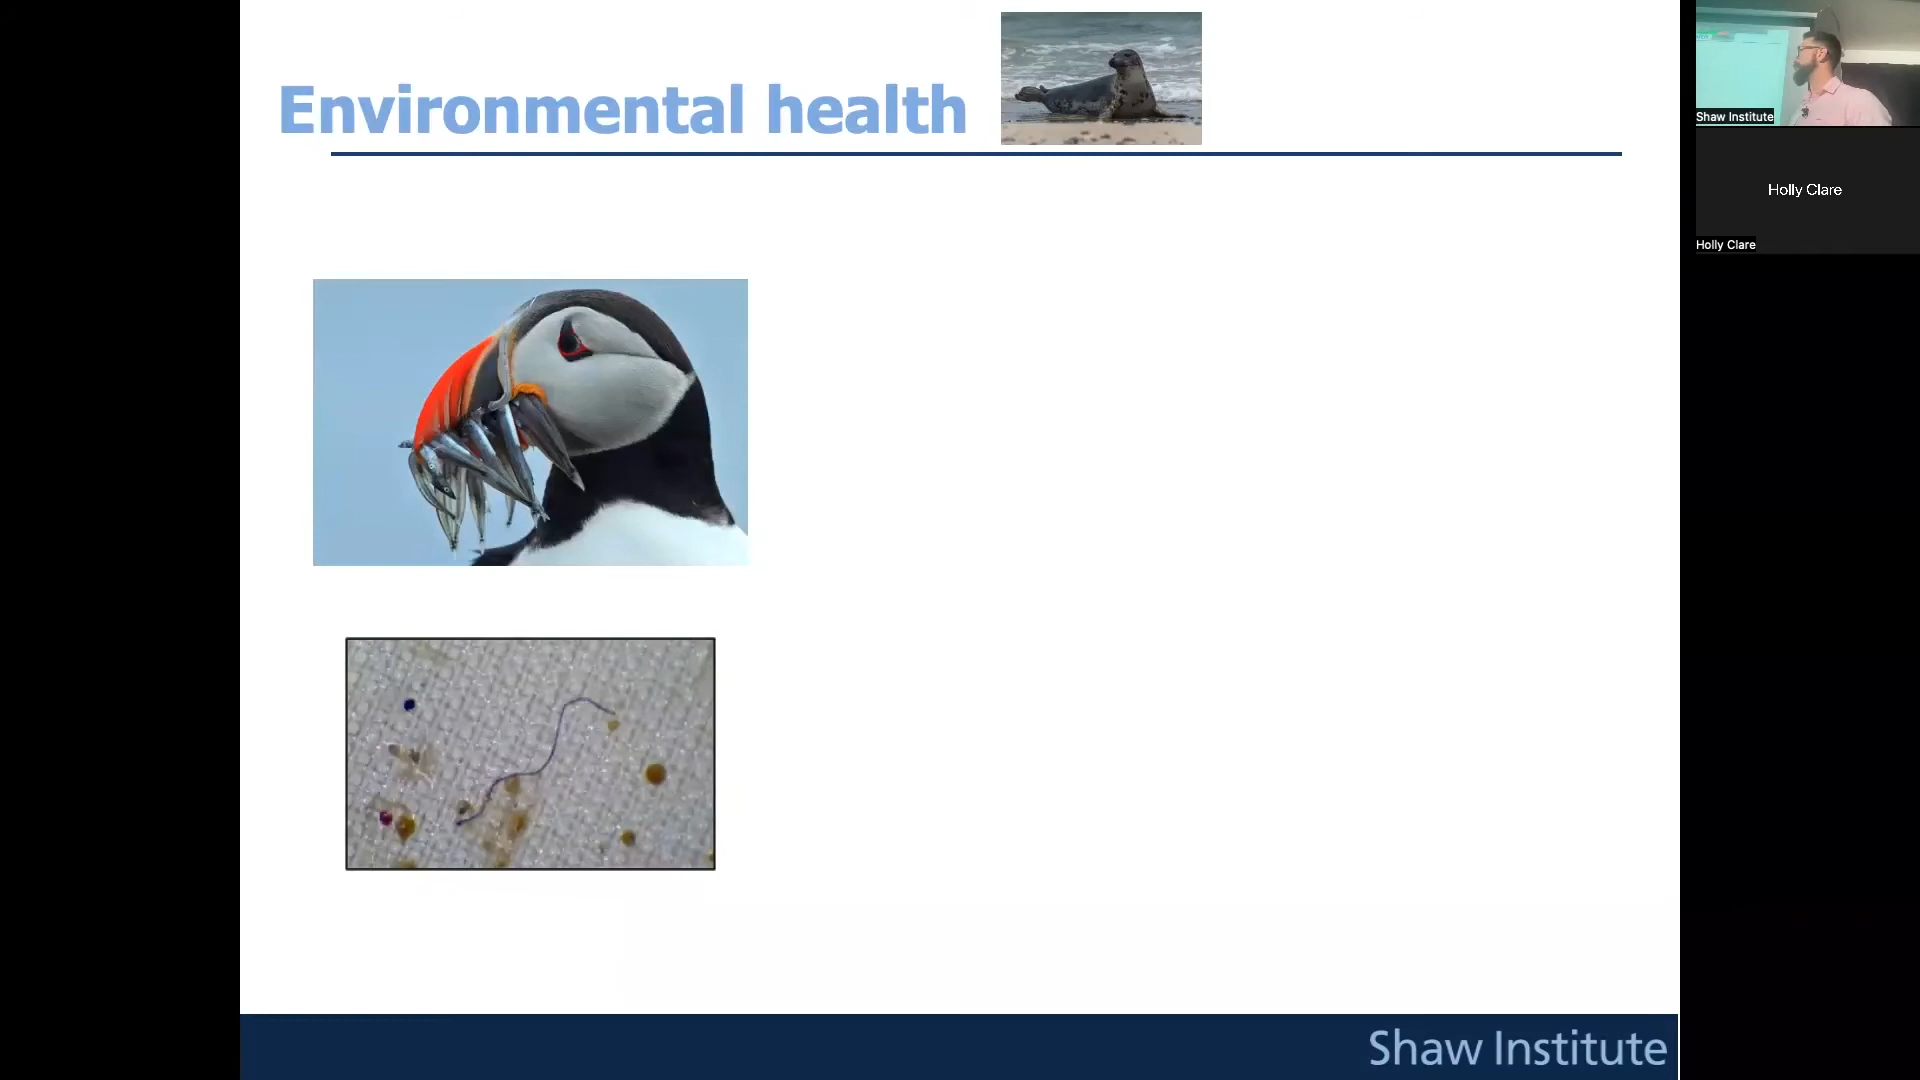 Environmental health
Shaw Institute
Holly Clare
Holly Clare
Shaw Institute